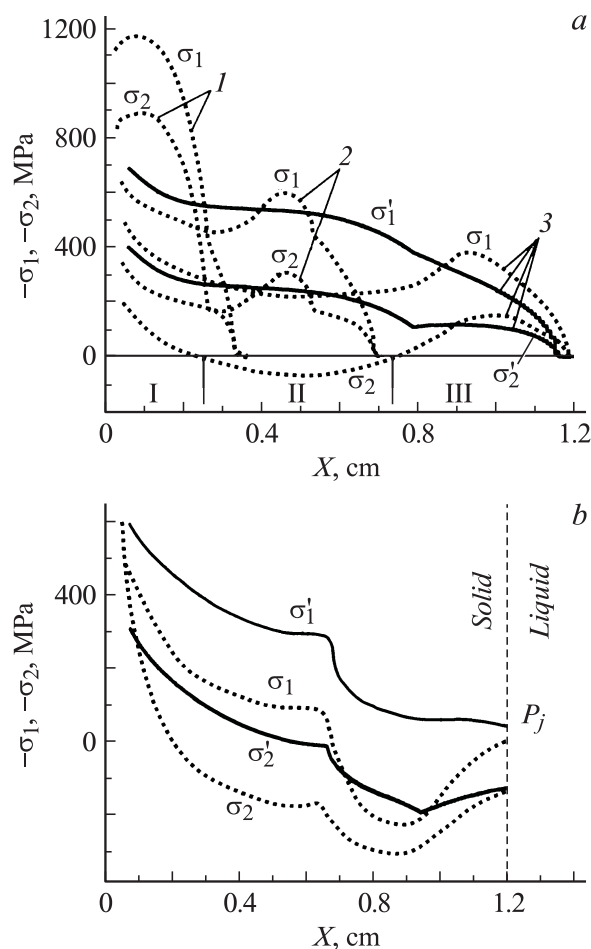 a
1200
800
400
0
−σ₁, −σ₂, MPa
σ₁
σ₂
1
σ₁
2
σ₂
σ₁'
σ₁
3
σ₂
σ₂'
I
II
III
0
0.4
0.8
1.2
X, cm
b
400
0
−σ₁, −σ₂, MPa
σ₁'
σ₁
σ₂'
σ₂
Solid
Liquid
Pⱼ
0
0.4
0.8
1.2
X, cm